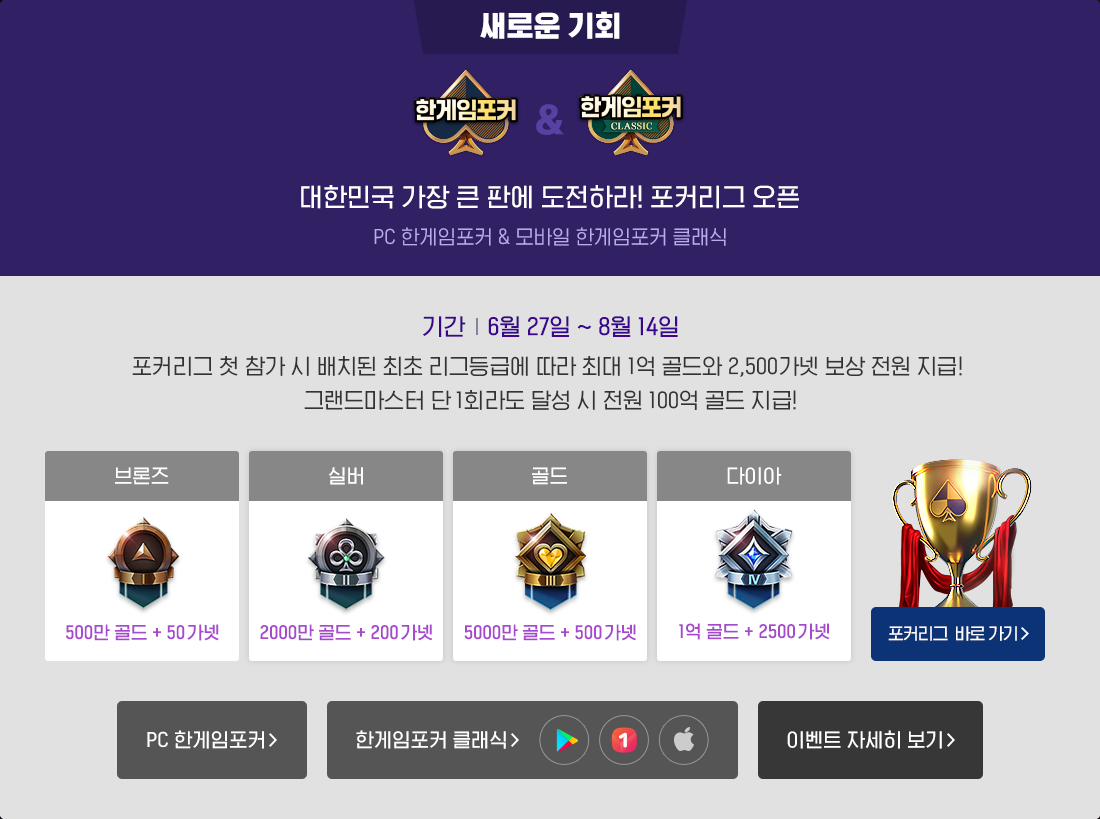 새로운 기회
한게임포커 & 한게임포커 CLASSIC
대한민국 가장 큰 판에 도전하라! 포커리그 오픈
PC 한게임포커 & 모바일 한게임포커 클래식
기간 | 6월 27일 ~ 8월 14일
포커리그 첫 참가 시 배치된 최초 리그등급에 따라 최대 1억 골드와 2,500가넷 보상 전원 지급!
그랜드마스터 단 1회라도 달성 시 전원 100억 골드 지급!
브론즈
I
500만 골드 + 50가넷
실버
II
2000만 골드 + 200가넷
골드
III
5000만 골드 + 500가넷
다이아
IV
1억 골드 + 2500가넷
포커리그 바로 가기>
PC 한게임포커>
한게임포커 클래식> 1
이벤트 자세히 보기>